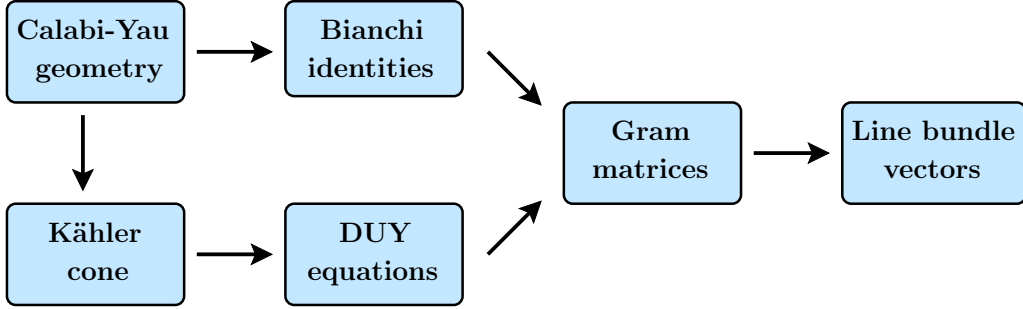 Calabi-Yau
geometry
Bianchi
identities
Gram
matrices
Line bundle
vectors
Kähler
cone
DUY
equations